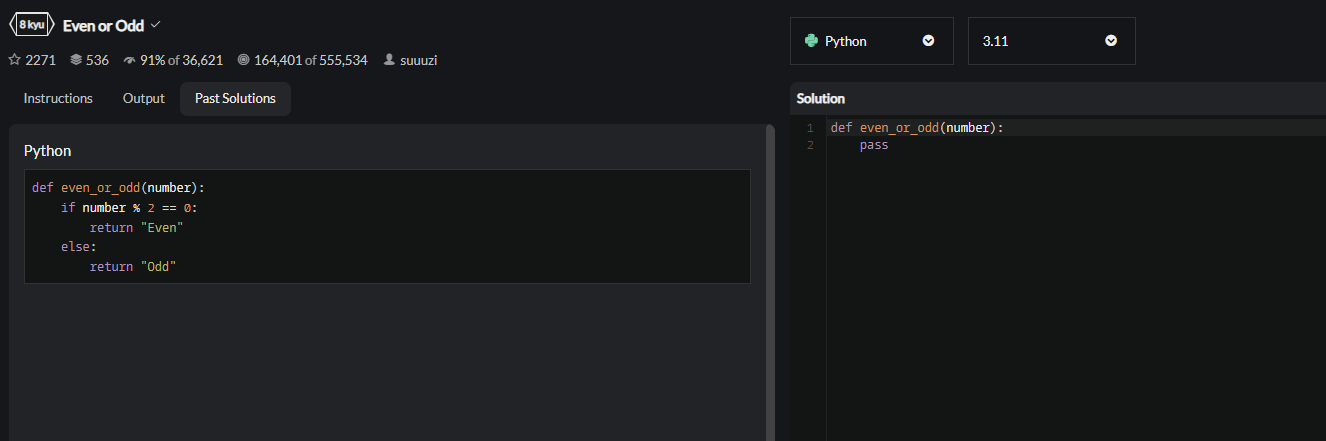 8 kyu Even or Odd
2271 536 91% of 36,621 164,401 of 555,534 suuuzi
Instructions Output Past Solutions
Python
def even_or_odd(number):
    if number % 2 == 0:
        return "Even"
    else:
        return "Odd"
Python 3.11
Solution
1 def even_or_odd(number):
2     pass